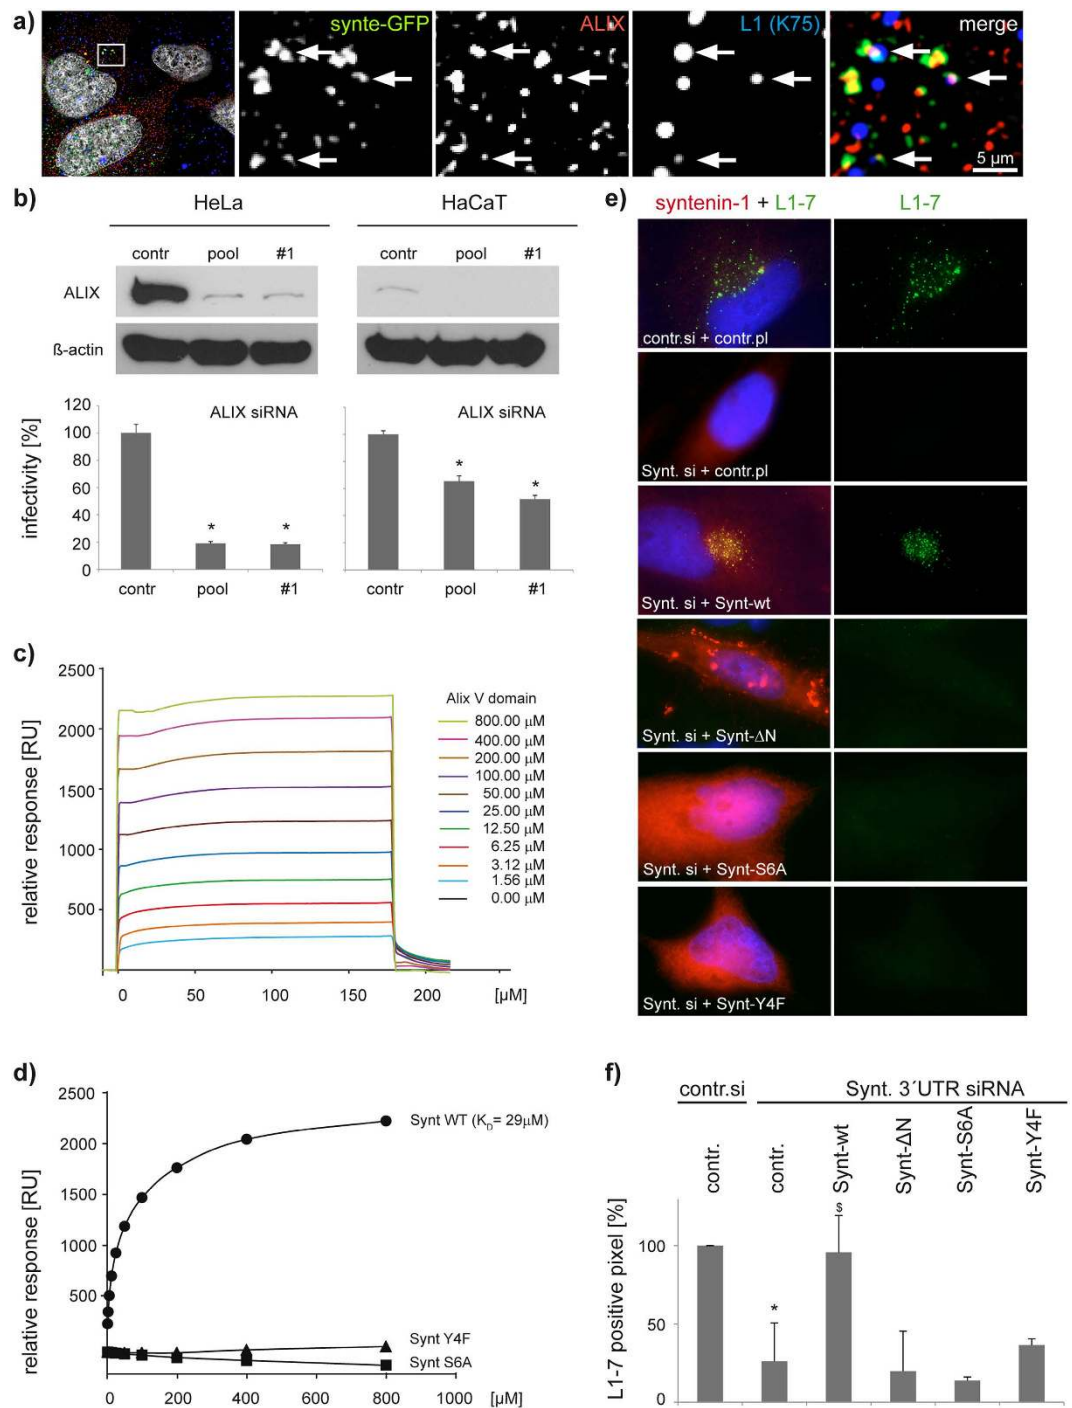 a)
synte-GFP
ALIX
L1 (K75)
merge
5 µm
b)
HeLa
HaCaT
contr pool #1
contr pool #1
ALIX
ß-actin
infectivity [%]
120
100
80
60
40
20
0
ALIX siRNA
* *
contr pool #1
ALIX siRNA
* *
contr pool #1
c)
relative response [RU]
2500
2000
1500
1000
500
0 50 100 150 200 [µM]
Alix V domain
800.00 µM
400.00 µM
200.00 µM
100.00 µM
50.00 µM
25.00 µM
12.50 µM
6.25 µM
3.12 µM
1.56 µM
0.00 µM
d)
relative response [RU]
2500
2000
1500
1000
500
0 200 400 600 800 1000 [µM]
Synt WT (KD= 29µM)
Synt Y4F
Synt S6A
e)
syntenin-1 + L1-7
L1-7
contr.si + contr.pl
Synt. si + contr.pl
Synt. si + Synt-wt
Synt. si + Synt-ΔN
Synt. si + Synt-S6A
Synt. si + Synt-Y4F
f)
contr.si
Synt. 3´UTR siRNA
contr.
contr.
Synt-wt
Synt-ΔN
Synt-S6A
Synt-Y4F
L1-7 positive pixel [%]
100
50
0
*
$